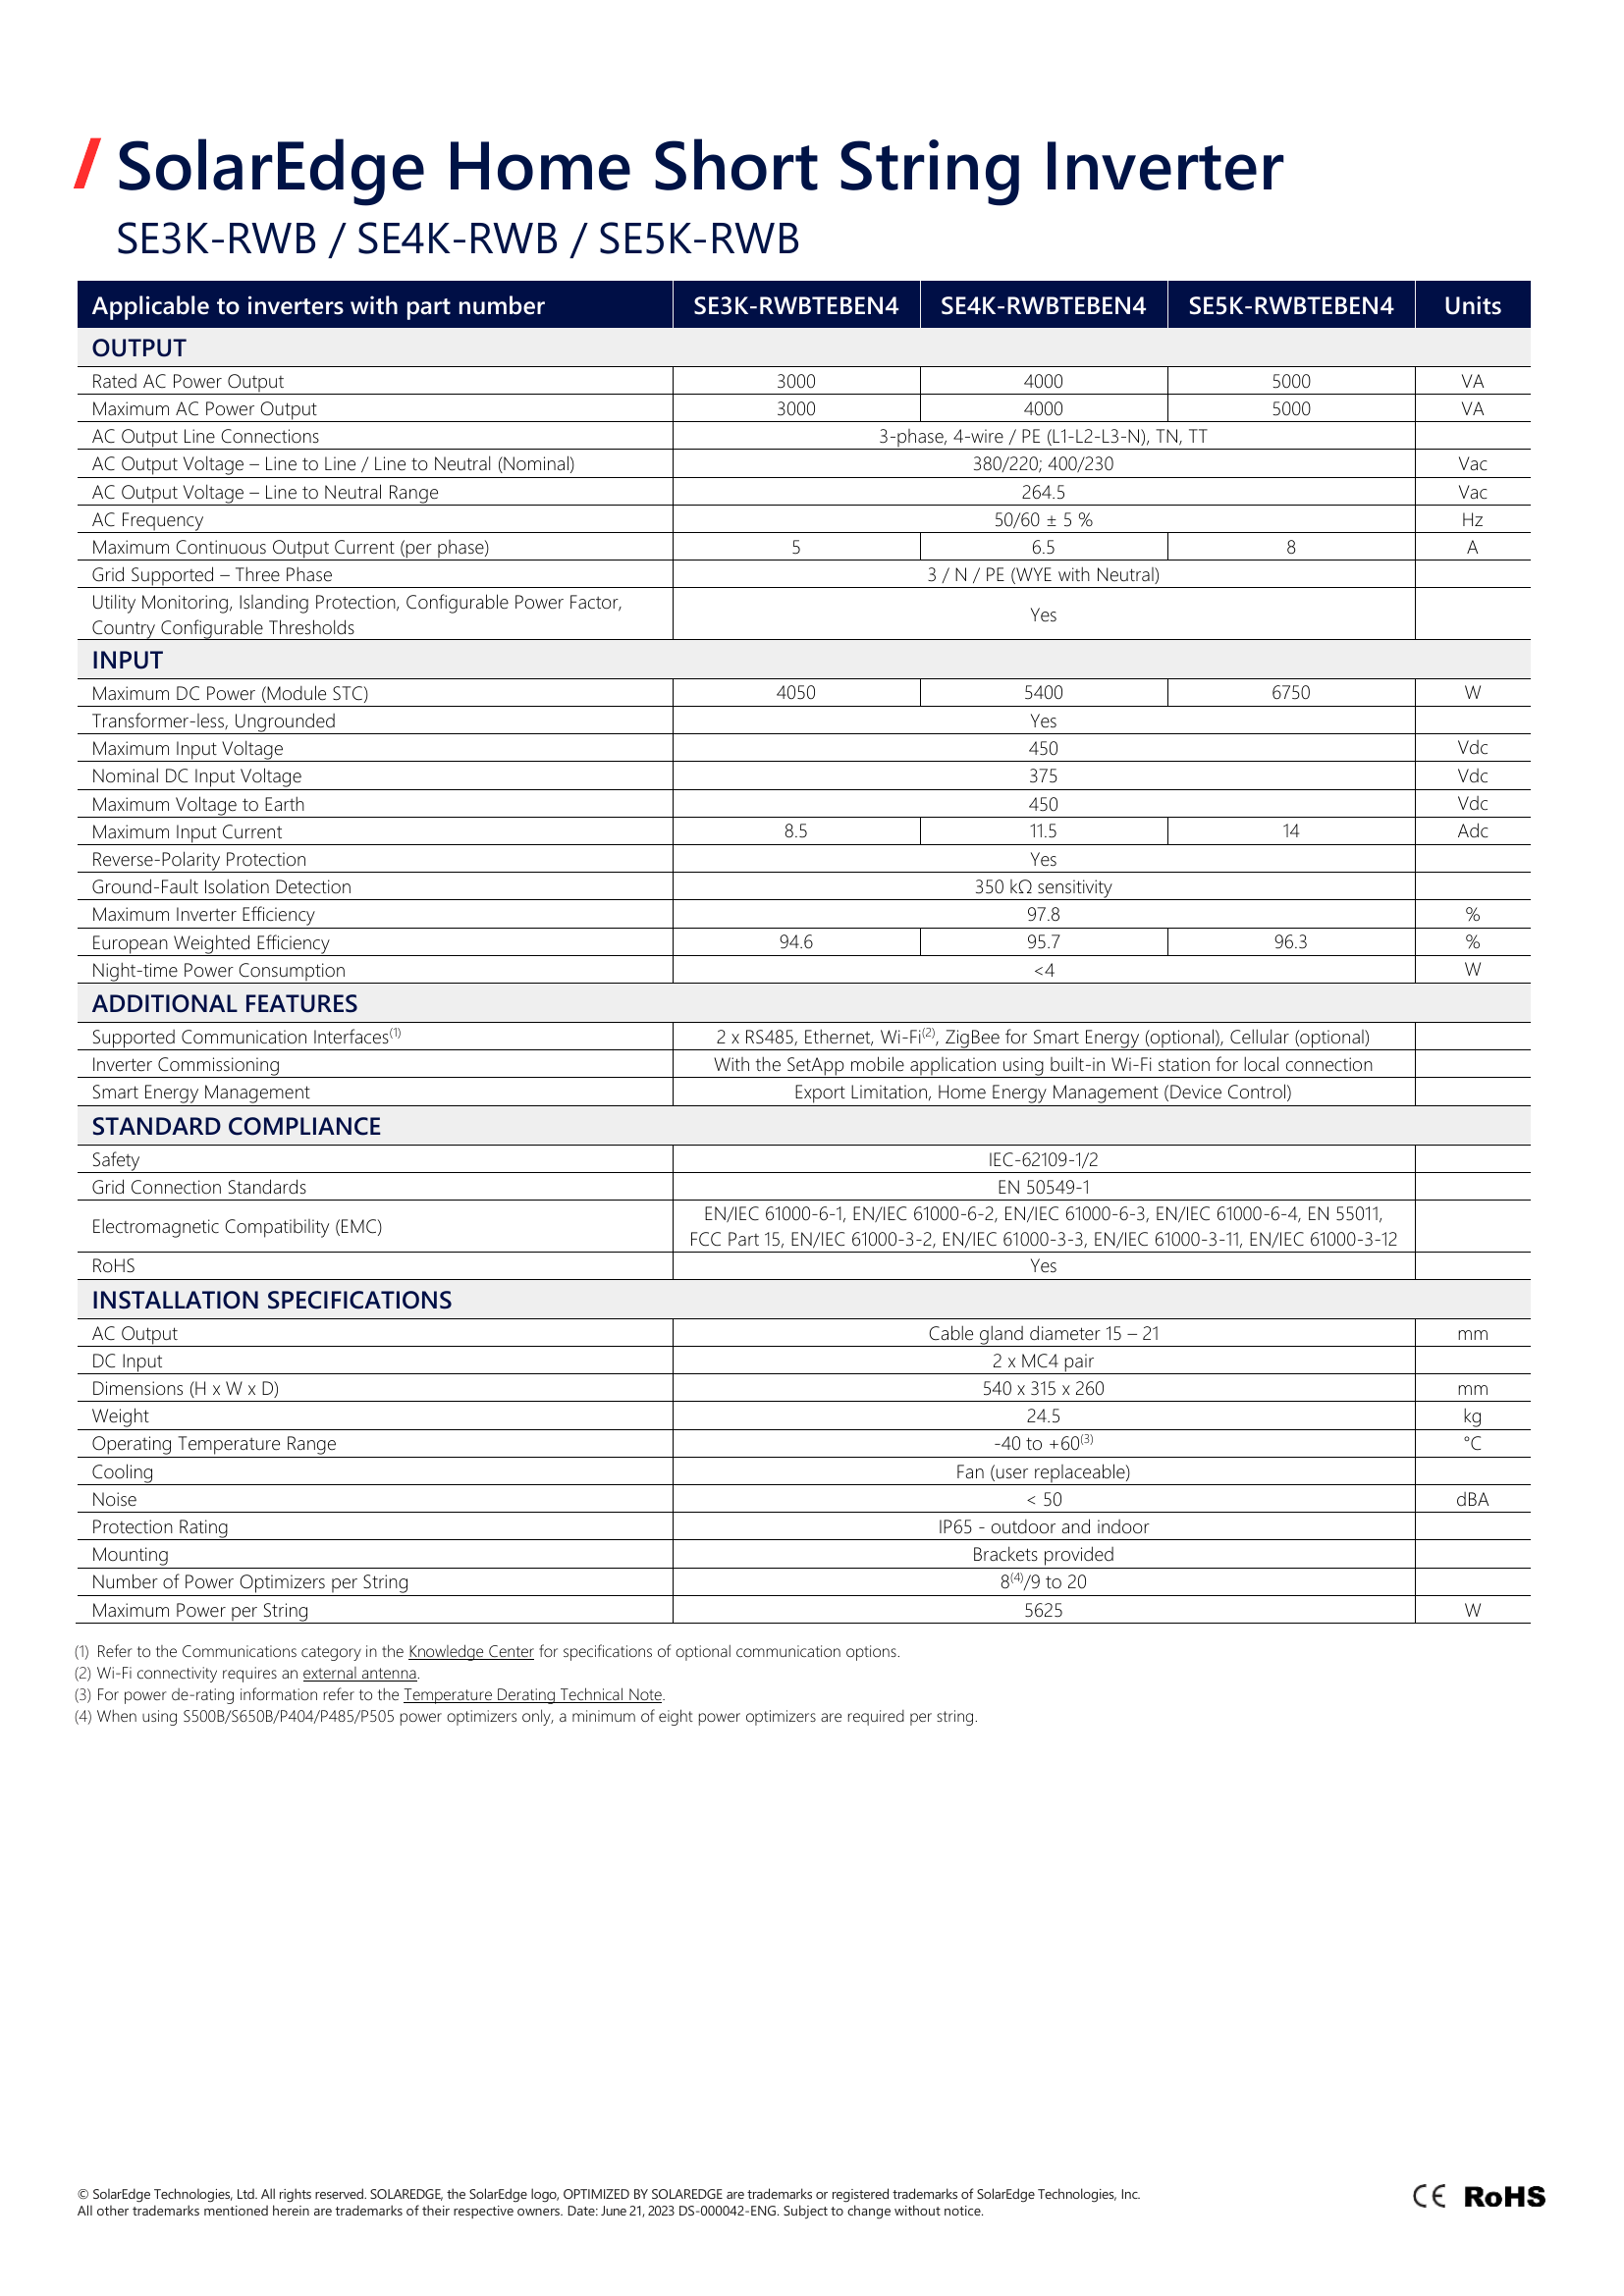 / SolarEdge Home Short String Inverter
SE3K-RWB / SE4K-RWB / SE5K-RWB
Applicable to inverters with part number SE3K-RWBTEBEN4 SE4K-RWBTEBEN4 SE5K-RWBTEBEN4 Units
OUTPUT
Rated AC Power Output 3000 4000 5000 VA
Maximum AC Power Output 3000 4000 5000 VA
AC Output Line Connections 3-phase, 4-wire / PE (L1-L2-L3-N), TN, TT
AC Output Voltage – Line to Line / Line to Neutral (Nominal) 380/220; 400/230 Vac
AC Output Voltage – Line to Neutral Range 264.5 Vac
AC Frequency 50/60 ± 5 % Hz
Maximum Continuous Output Current (per phase) 5 6.5 8 A
Grid Supported – Three Phase 3 / N / PE (WYE with Neutral)
Utility Monitoring, Islanding Protection, Configurable Power Factor,
Country Configurable Thresholds Yes
INPUT
Maximum DC Power (Module STC) 4050 5400 6750 W
Transformer-less, Ungrounded Yes
Maximum Input Voltage 450 Vdc
Nominal DC Input Voltage 375 Vdc
Maximum Voltage to Earth 450 Vdc
Maximum Input Current 8.5 11.5 14 Adc
Reverse-Polarity Protection Yes
Ground-Fault Isolation Detection 350 kΩ sensitivity
Maximum Inverter Efficiency 97.8 %
European Weighted Efficiency 94.6 95.7 96.3 %
Night-time Power Consumption <4 W
ADDITIONAL FEATURES
Supported Communication Interfaces(1) 2 x RS485, Ethernet, Wi-Fi(2), ZigBee for Smart Energy (optional), Cellular (optional)
Inverter Commissioning With the SetApp mobile application using built-in Wi-Fi station for local connection
Smart Energy Management Export Limitation, Home Energy Management (Device Control)
STANDARD COMPLIANCE
Safety IEC-62109-1/2
Grid Connection Standards EN 50549-1
Electromagnetic Compatibility (EMC) EN/IEC 61000-6-1, EN/IEC 61000-6-2, EN/IEC 61000-6-3, EN/IEC 61000-6-4, EN 55011,
FCC Part 15, EN/IEC 61000-3-2, EN/IEC 61000-3-3, EN/IEC 61000-3-11, EN/IEC 61000-3-12
RoHS Yes
INSTALLATION SPECIFICATIONS
AC Output Cable gland diameter 15 – 21 mm
DC Input 2 x MC4 pair
Dimensions (H x W x D) 540 x 315 x 260 mm
Weight 24.5 kg
Operating Temperature Range -40 to +60(3) °C
Cooling Fan (user replaceable)
Noise < 50 dBA
Protection Rating IP65 - outdoor and indoor
Mounting Brackets provided
Number of Power Optimizers per String 8(4)/9 to 20
Maximum Power per String 5625 W
(1) Refer to the Communications category in the Knowledge Center for specifications of optional communication options.
(2) Wi-Fi connectivity requires an external antenna.
(3) For power de-rating information refer to the Temperature Derating Technical Note.
(4) When using S500B/S650B/P404/P485/P505 power optimizers only, a minimum of eight power optimizers are required per string.
© SolarEdge Technologies, Ltd. All rights reserved. SOLAREDGE, the SolarEdge logo, OPTIMIZED BY SOLAREDGE are trademarks or registered trademarks of SolarEdge Technologies, Inc.
All other trademarks mentioned herein are trademarks of their respective owners. Date: June 21, 2023 DS-000042-ENG. Subject to change without notice.
CE RoHS